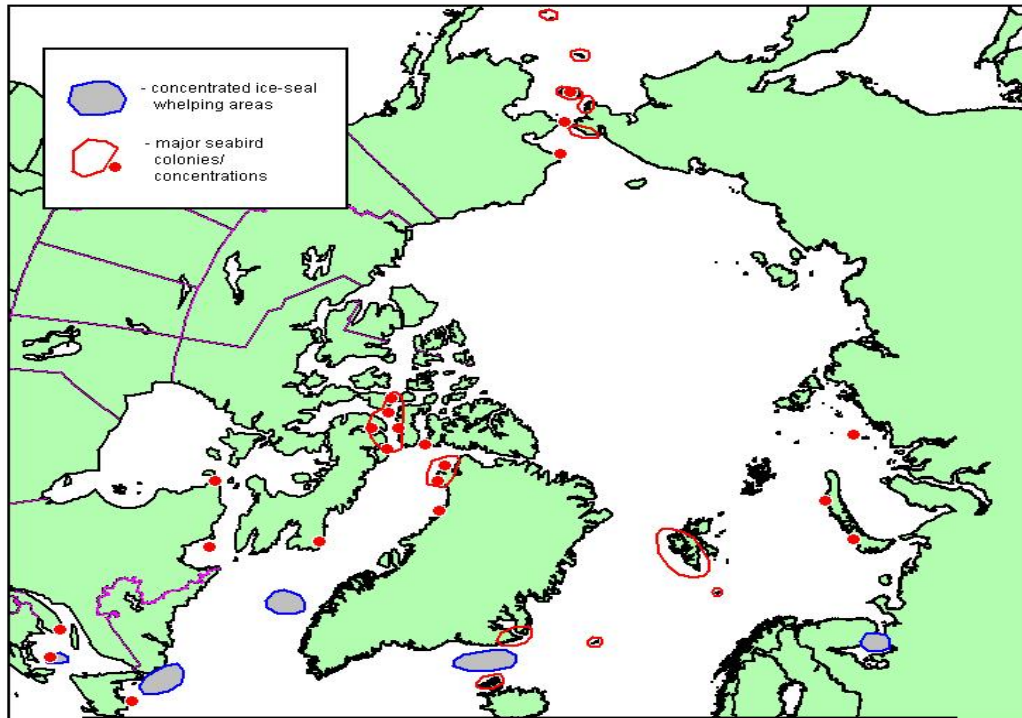 - concentrated ice-seal
whelping areas
- major seabird
colonies/
concentrations